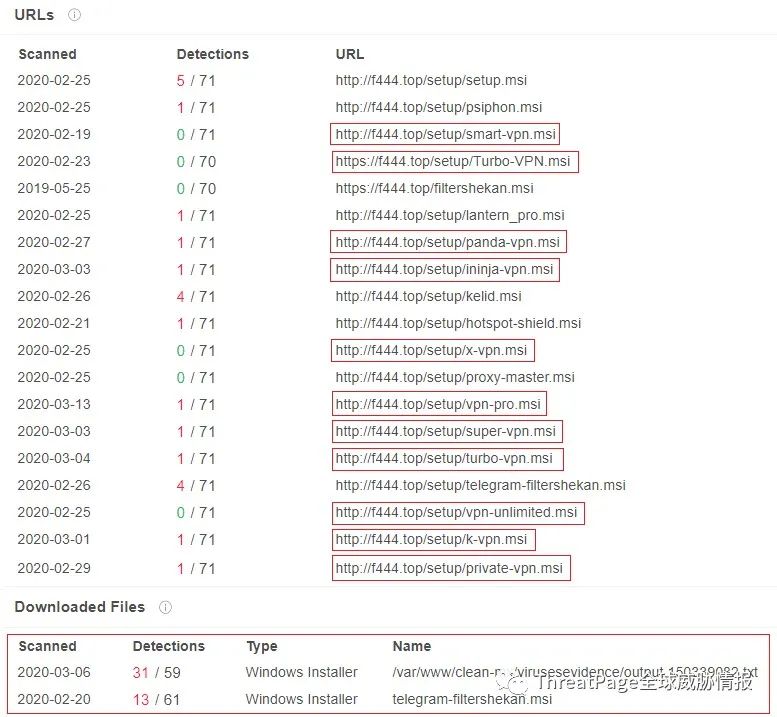 URLs
Scanned Detections URL
2020-02-25 5 / 71 http://f444.top/setup/setup.msi
2020-02-25 1 / 71 http://f444.top/setup/psiphon.msi
2020-02-19 0 / 71 http://f444.top/setup/smart-vpn.msi
2020-02-23 0 / 70 https://f444.top/setup/Turbo-VPN.msi
2019-05-25 0 / 70 https://f444.top/filtershekan.msi
2020-02-25 1 / 71 http://f444.top/setup/lantern_pro.msi
2020-02-27 1 / 71 http://f444.top/setup/panda-vpn.msi
2020-03-03 1 / 71 http://f444.top/setup/ininja-vpn.msi
2020-02-26 4 / 71 http://f444.top/setup/kelid.msi
2020-02-21 1 / 71 http://f444.top/setup/hotspot-shield.msi
2020-02-25 0 / 71 http://f444.top/setup/x-vpn.msi
2020-02-25 0 / 71 http://f444.top/setup/proxy-master.msi
2020-03-13 1 / 71 http://f444.top/setup/vpn-pro.msi
2020-03-03 1 / 71 http://f444.top/setup/super-vpn.msi
2020-03-04 1 / 71 http://f444.top/setup/turbo-vpn.msi
2020-02-26 4 / 71 http://f444.top/setup/telegram-filtershekan.msi
2020-02-25 0 / 71 http://f444.top/setup/vpn-unlimited.msi
2020-03-01 1 / 71 http://f444.top/setup/k-vpn.msi
2020-02-29 1 / 71 http://f444.top/setup/private-vpn.msi
Downloaded Files
Scanned Detections Type Name
2020-03-06 31 / 59 Windows Installer
2020-02-20 13 / 61 Windows Installer telegram-filtershekan.msi
ThreatPage全球威胁情报